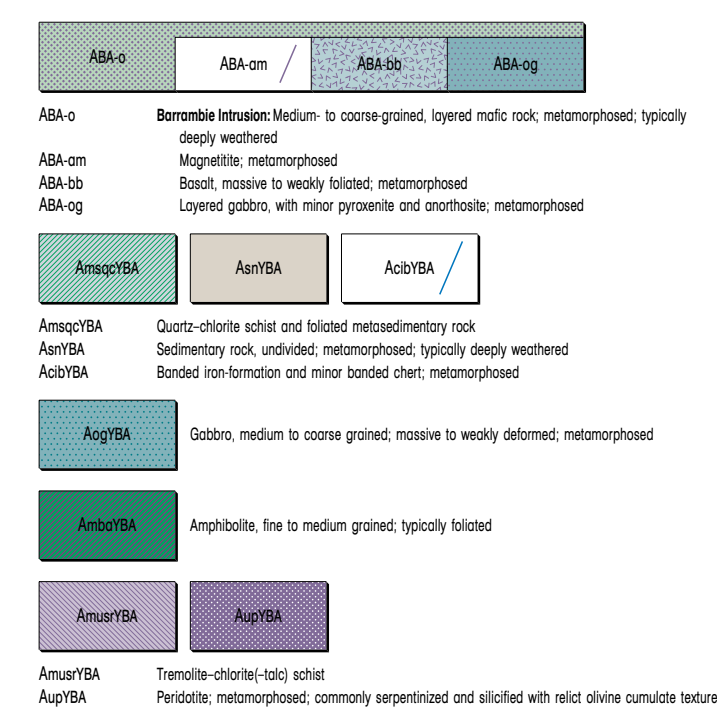 ABA-o ABA-am ABA-bb ABA-og
ABA-o Barrambie Intrusion: Medium- to coarse-grained, layered mafic rock; metamorphosed; typically
deeply weathered
ABA-am Magnetitite; metamorphosed
ABA-bb Basalt, massive to weakly foliated; metamorphosed
ABA-og Layered gabbro, with minor pyroxenite and anorthosite; metamorphosed
AmsqcYBA AsnYBA AcibYBA
AmsqcYBA Quartz–chlorite schist and foliated metasedimentary rock
AsnYBA Sedimentary rock, undivided; metamorphosed; typically deeply weathered
AcibYBA Banded iron-formation and minor banded chert; metamorphosed
AogYBA Gabbro, medium to coarse grained; massive to weakly deformed; metamorphosed
AmbaYBA Amphibolite, fine to medium grained; typically foliated
AmusrYBA AupYBA
AmusrYBA Tremolite–chlorite(–talc) schist
AupYBA Peridotite; metamorphosed; commonly serpentinized and silicified with relict olivine cumulate texture